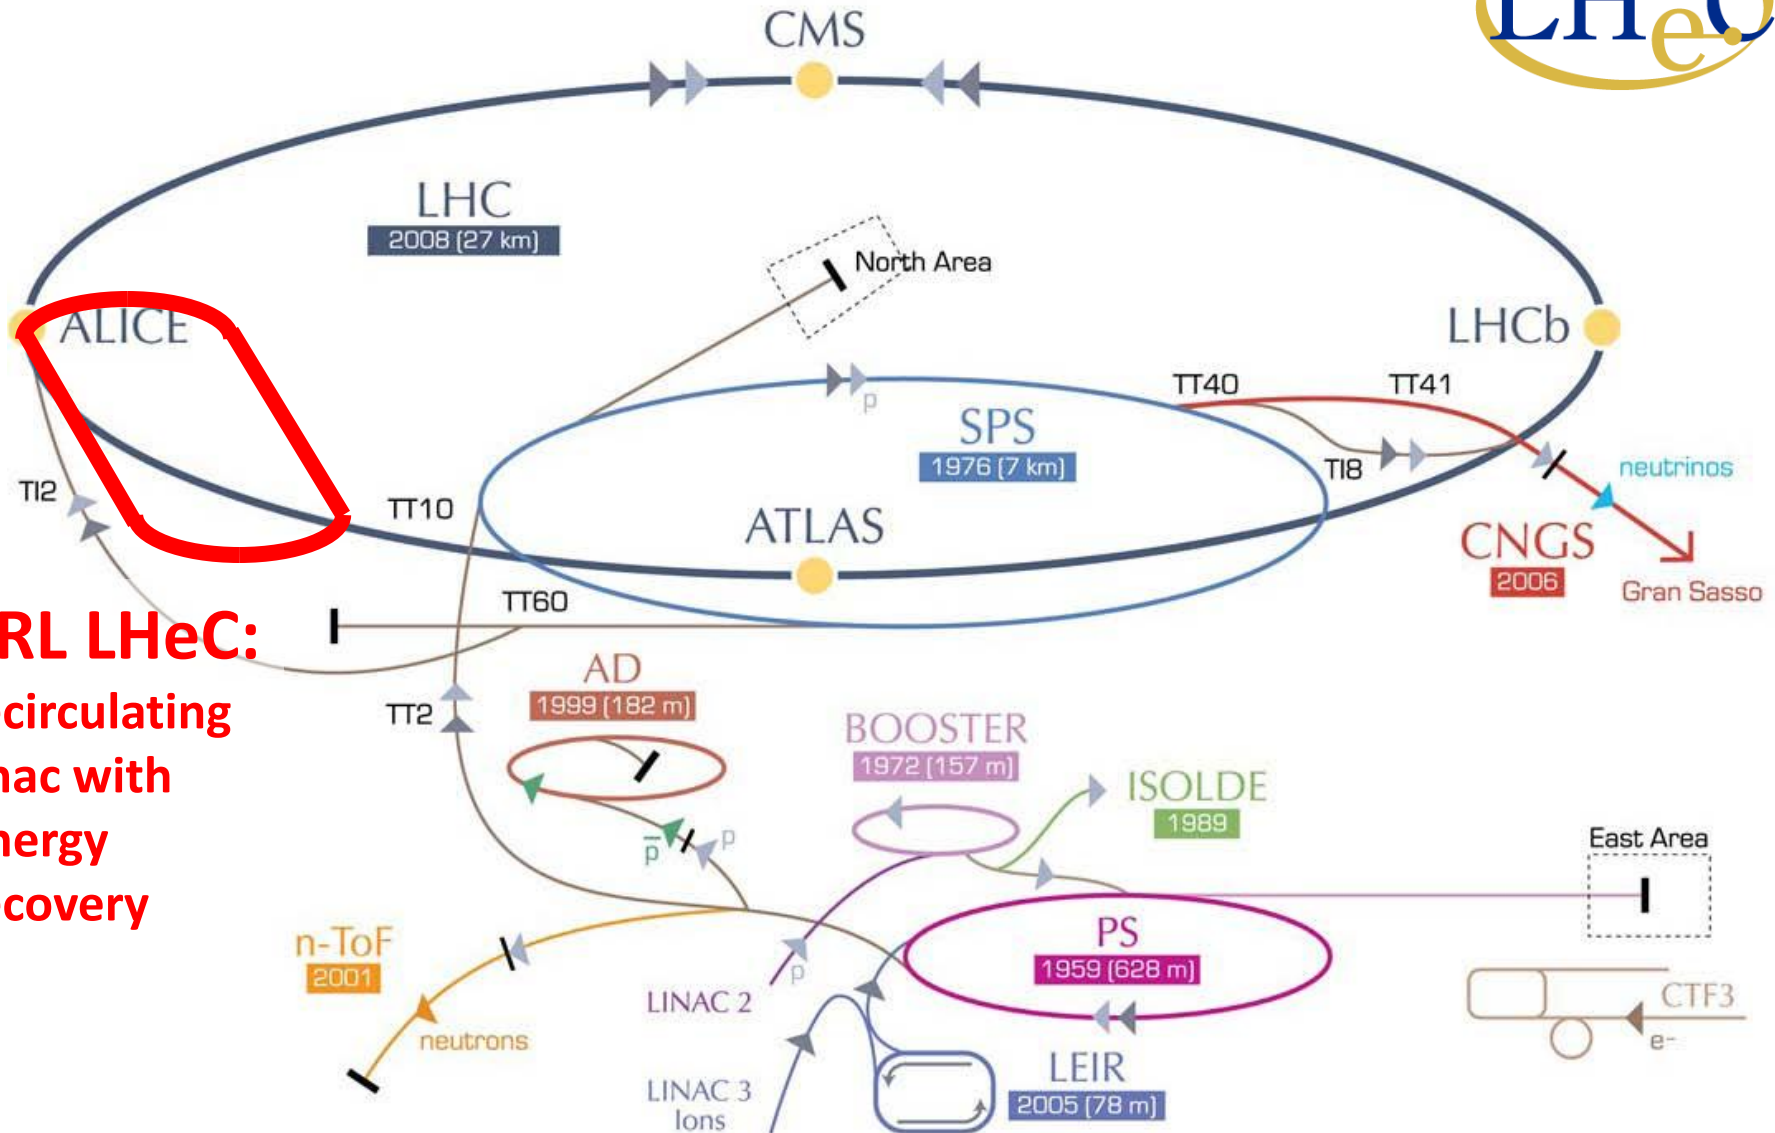 CMS
LHeC
LHC
2008 (27 km)
North Area
ALICE
LHCb
TT40
TT41
p
SPS
1976 (7 km)
TI8
neutrinos
TI2
TT10
ATLAS
CNGS
2006
Gran Sasso
TT60
RL LHeC:
AD
1999 (182 m)
circulating
TT2
BOOSTER
1972 (157 m)
nac with
ISOLDE
1989
nergy
p
p
East Area
covery
n-ToF
2001
PS
1959 (628 m)
p
LINAC 2
CTF3
neutrons
e-
LEIR
2005 (78 m)
LINAC 3
Ions